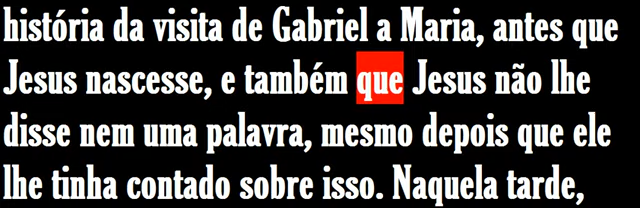 história da visita de Gabriel a Maria, antes que
Jesus nascesse, e também que Jesus não lhe
disse nem uma palavra, mesmo depois que ele
lhe tinha contado sobre isso. Naquela tarde,